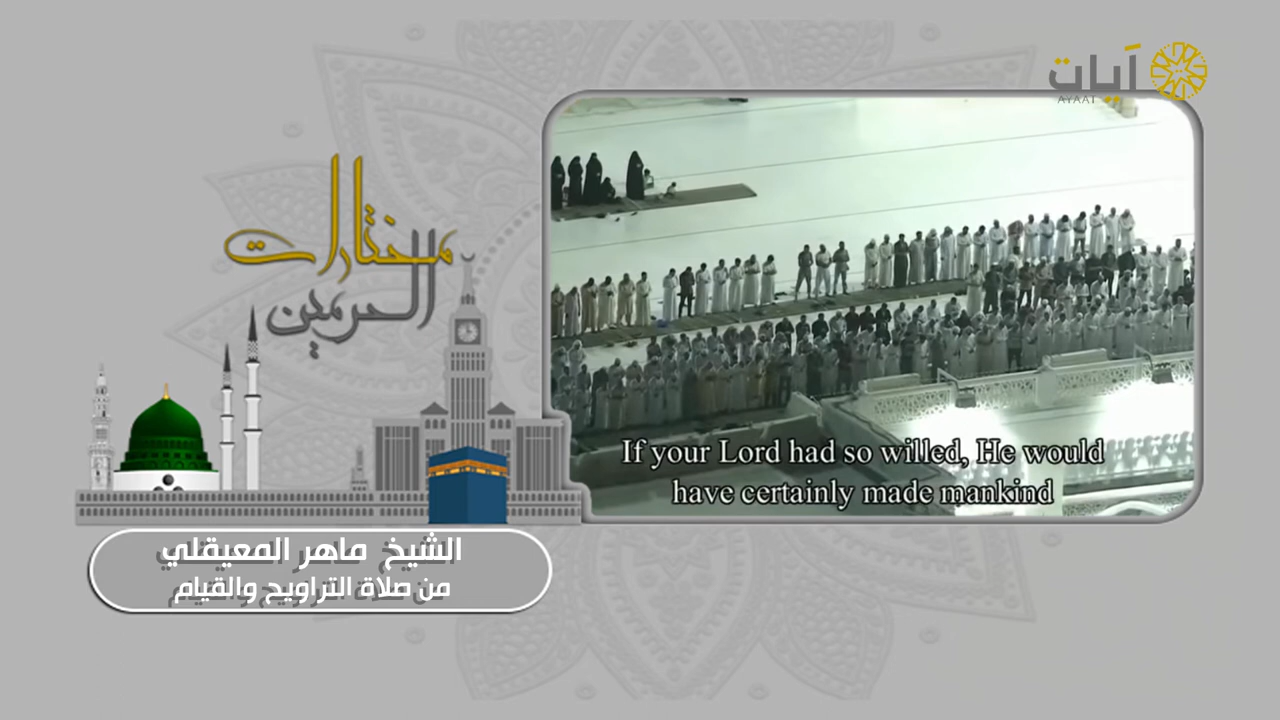 آيات
AYAAT
مختارات
الحرمين
If your Lord had so willed, He would
have certainly made mankind
الشيخ ماهر المعيقلي
من صلاة التراويح والقيام